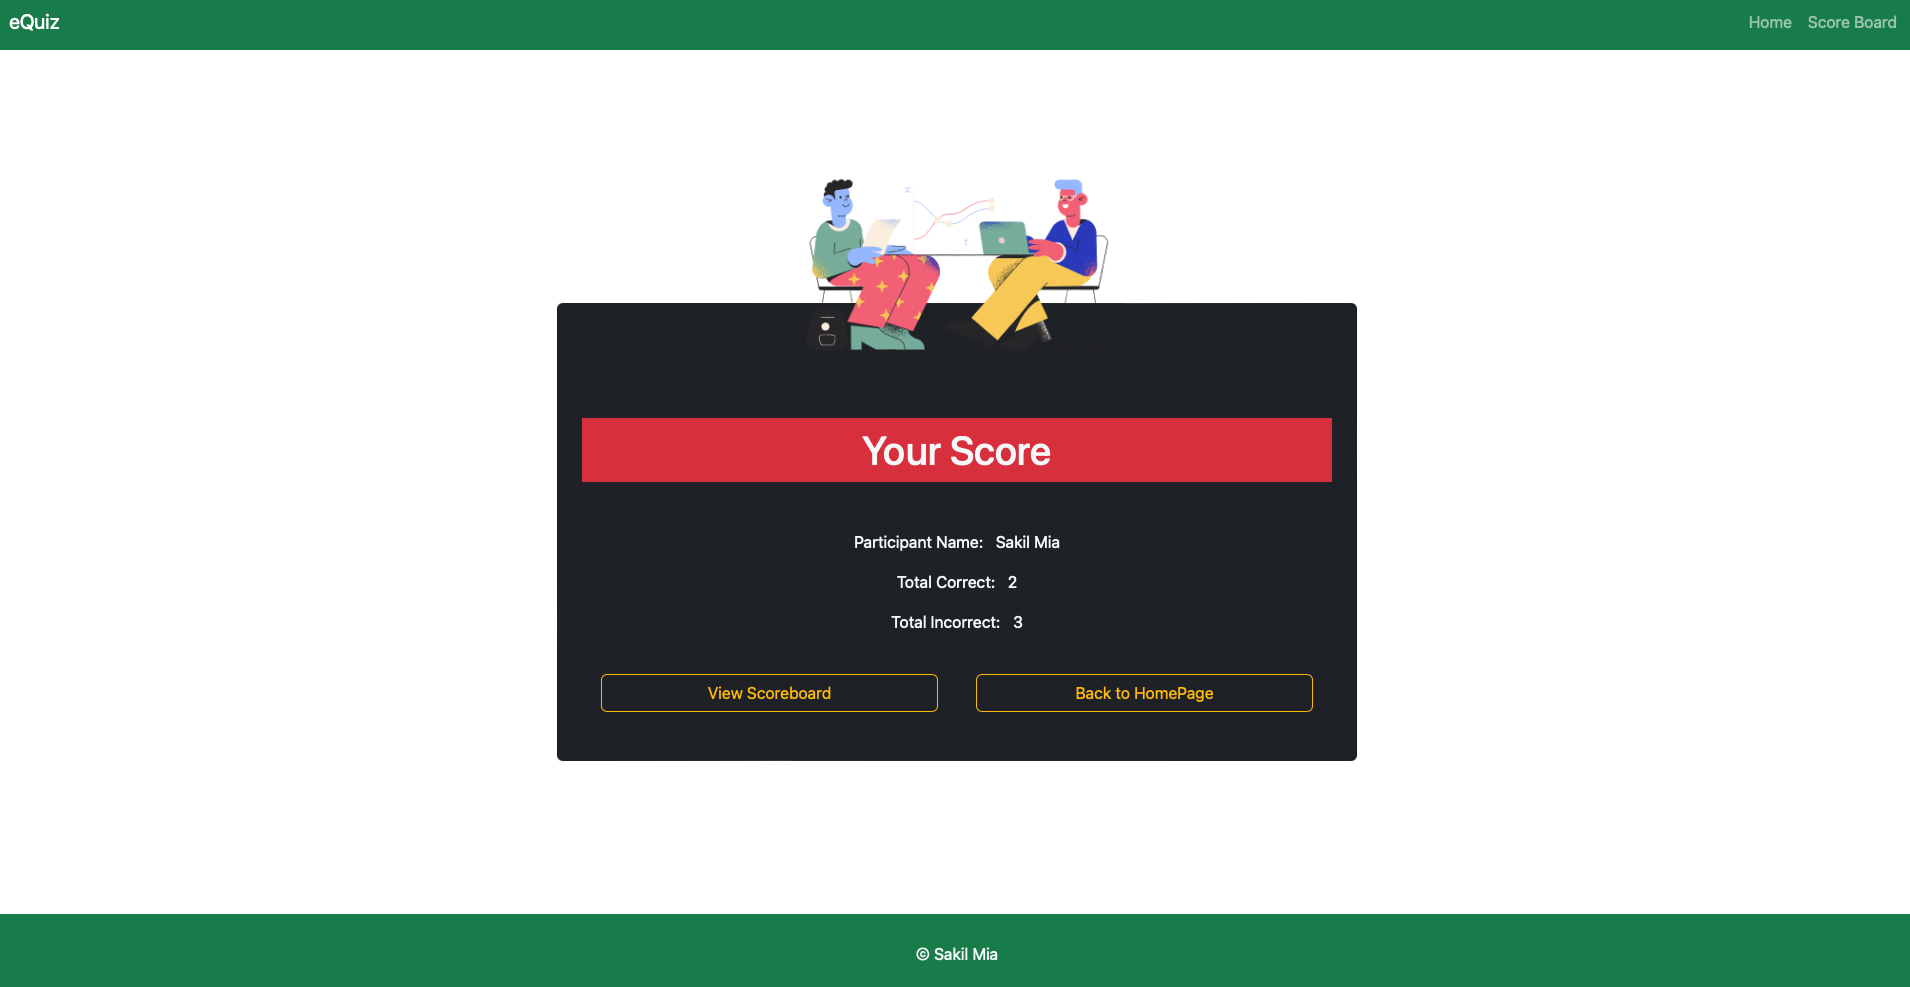 eQuiz
Home Score Board
x
t
Your Score
Participant Name: Sakil Mia
Total Correct: 2
Total Incorrect: 3
View Scoreboard
Back to HomePage
© Sakil Mia